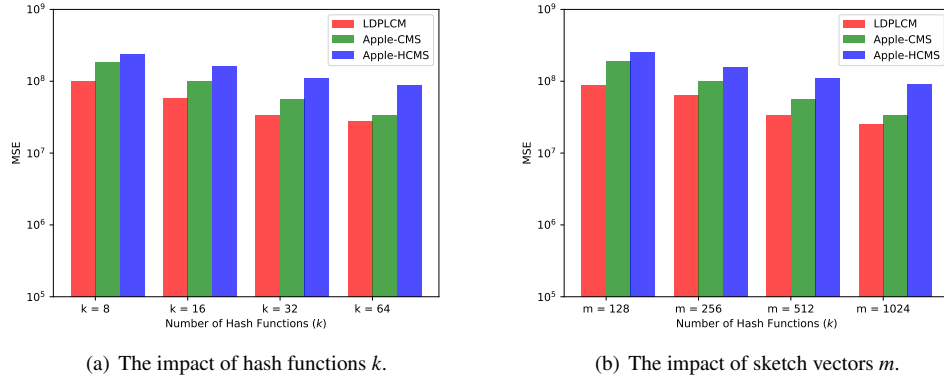 10^9
10^8
10^7
10^6
10^5
MSE
LDPLCM
Apple-CMS
Apple-HCMS
k = 8
k = 16
k = 32
k = 64
Number of Hash Functions (k)
(a) The impact of hash functions k.
10^9
10^8
10^7
10^6
10^5
MSE
LDPLCM
Apple-CMS
Apple-HCMS
m = 128
m = 256
m = 512
m = 1024
Number of Hash Functions (k)
(b) The impact of sketch vectors m.